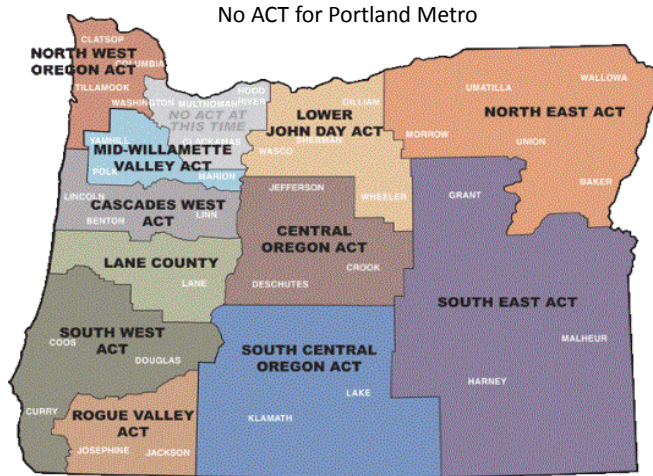 No ACT for Portland Metro
CLATSOP
COLUMBIA
NORTH WEST
OREGON ACT
TILLAMOOK
WASHINGTON
MULTNOMAH
HOOD
RIVER
NO ACT AT
THIS TIME
CLACKAMAS
GILLIAM
LOWER
JOHN DAY ACT
SHERMAN
WASCO
WHEELER
UMATILLA
WALLOWA
NORTH EAST ACT
MORROW
UNION
BAKER
YAMHILL
MID-WILLAMETTE
VALLEY ACT
POLK
MARION
LINCOLN
CASCADES WEST
ACT
BENTON
LINN
JEFFERSON
CENTRAL
OREGON ACT
CROOK
DESCHUTES
GRANT
SOUTH EAST ACT
MALHEUR
HARNEY
LANE COUNTY
LANE
SOUTH WEST
ACT
COOS
DOUGLAS
CURRY
SOUTH CENTRAL
OREGON ACT
LAKE
KLAMATH
ROGUE VALLEY
ACT
JOSEPHINE
JACKSON